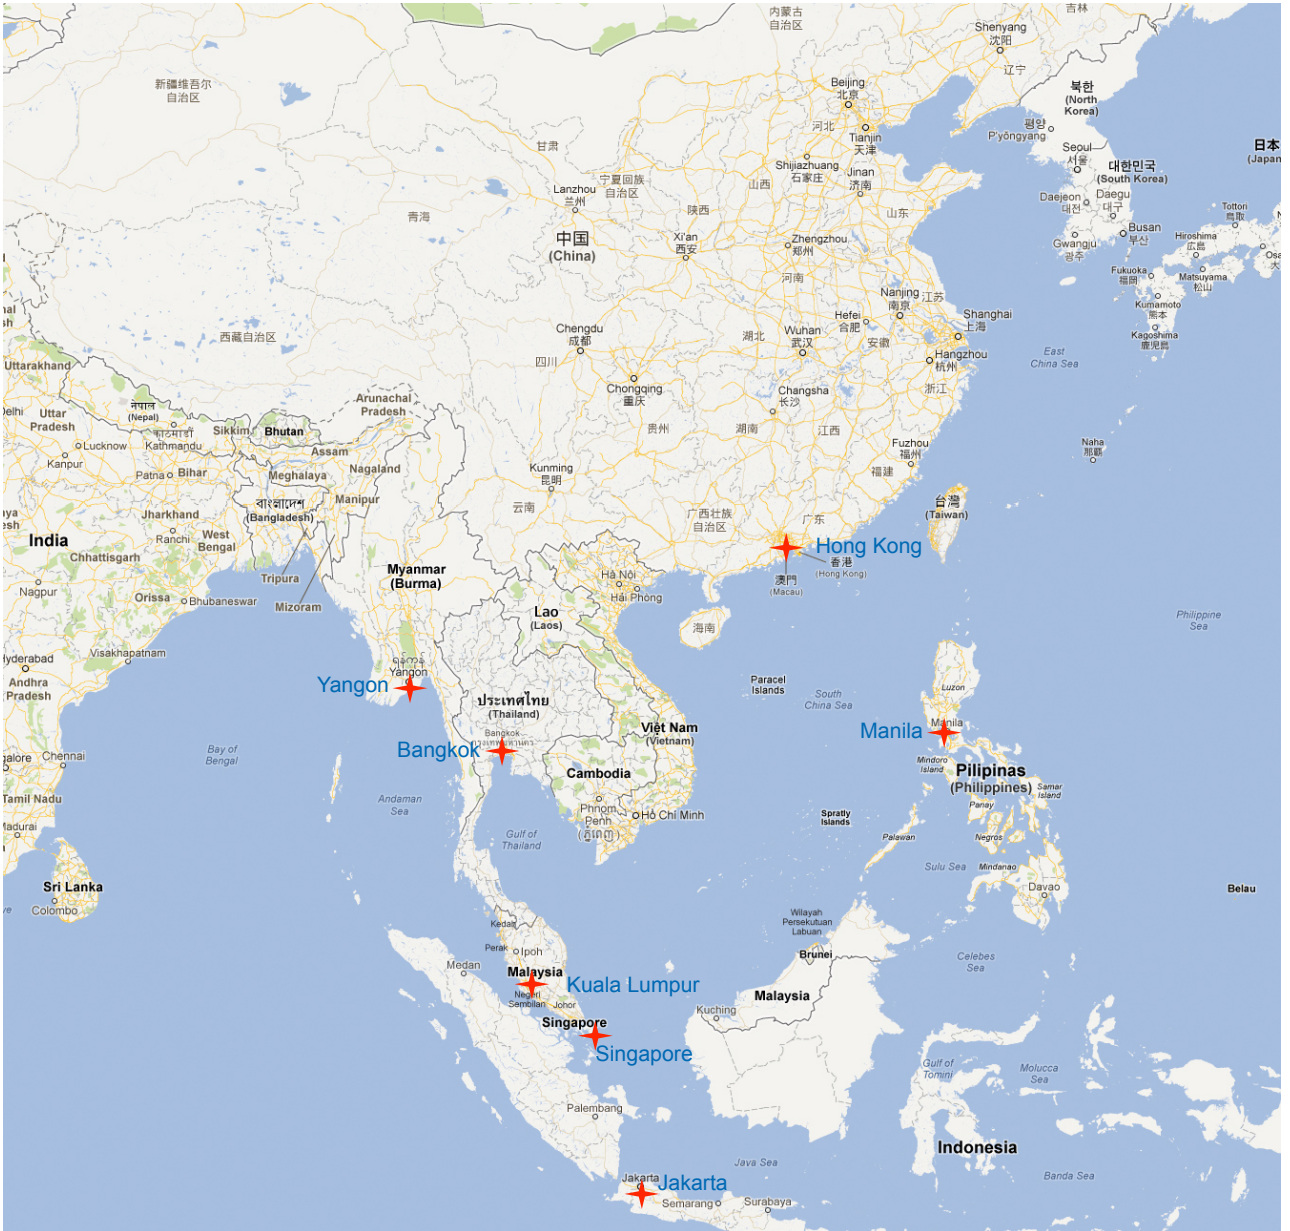 内蒙古
自治区
吉林
Shenyang
沈阳
辽宁
新疆维吾尔
自治区
Beijing
北京
북한
(North
Korea)
河北
Tianjin
天津
평양
P'yŏngyang
Seoul
서울
日本
(Japan
甘肃
Shijiazhuang
石家庄
Jinan
济南
대한민국
(South Korea)
宁夏回族
自治区
山西
Lanzhou
兰州
Daejeon
대전
Daegu
대구
青海
陕西
山东
Tottori
鳥取
Busan
부산
Gwangju
광주
Hiroshima
広島
中国
(China)
Xi'an
西安
Zhengzhou
郑州
Osa
大
Fukuoka
福岡
Matsuyama
松山
河南
Nanjing
南京
江苏
Kumamoto
熊本
Kagoshima
鹿児島
Shanghai
上海
Hefei
合肥
西藏自治区
Chengdu
成都
湖北
Wuhan
武汉
安徽
Hangzhou
杭州
East
China Sea
四川
Uttarakhand
Chongqing
重庆
Changsha
长沙
浙江
Arunachal
Pradesh
नेपाल
(Nepal)
elhi
Uttar
Pradesh
Sikkim
Bhutan
Kathmandu
贵州
湖南
江西
Fuzhou
福州
Naha
那覇
Lucknow
Kanpur
Assam
Nagaland
Patna
Bihar
Meghalaya
Kunming
昆明
福建
Manipur
বাংলাদেশ
(Bangladesh)
云南
广西壮族
自治区
广东
台灣
(Taiwan)
Jharkhand
Ranchi
West
Bengal
India
Chhattisgarh
Hong Kong
香港
(Hong Kong)
澳門
(Macau)
Tripura
Mizoram
Myanmar
(Burma)
Hà Nội
Hải Phòng
Nagpur
Orissa
Bhubaneswar
Lao
(Laos)
海南
Philippine
Sea
Visakhapatnam
Hyderabad
Andhra
Pradesh
Yangon
Yangon
Paracel
Islands
South
China Sea
Luzon
ประเทศไทย
(Thailand)
Việt Nam
(Vietnam)
Manila
Manila
Bangkok
Bangkok
Bay of
Bengal
galore
Chennai
Mindoro
Island
Pilipinas
(Philippines)
Samar
Island
Cambodia
Tamil Nadu
Andaman
Sea
Phnom
Penh
(ភ្នំពេញ)
Hồ Chí Minh
Panay
Spratly
Islands
Madurai
Gulf of
Thailand
Palawan
Negros
Sulu Sea
Mindanao
Sri Lanka
Colombo
Davao
Belau
Kedah
Wilayah
Persekutuan
Labuan
Perak
Ipoh
Brunei
Celebes
Sea
Medan
Malaysia
Kuala Lumpur
Negeri
Sembilan
Johor
Malaysia
Kuching
Singapore
Singapore
Gulf of
Tomini
Molucca
Sea
Palembang
Indonesia
Java Sea
Banda Sea
Jakarta
Jakarta
Semarang
Surabaya